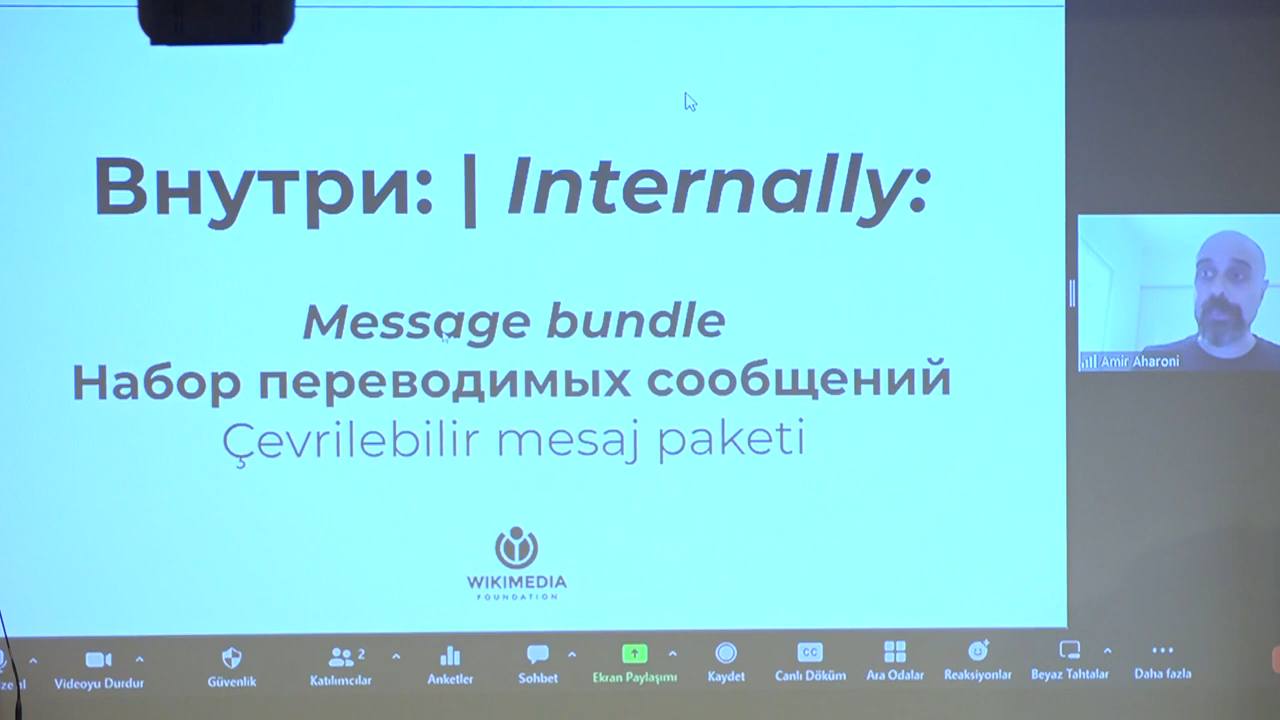 Внутри: | Internally:
Message bundle
Набор переводимых сообщений
Çevrilebilir mesaj paketi
WIKIMEDIA
FOUNDATION
Amir Aharoni
2
CC
Videoyu Durdur
Güvenlik
Katılımcılar
Anketler
Sohbet
Ekran Paylaşımı
Kaydet
Canlı Döküm
Ara Odalar
Reaksiyonlar
Beyaz Tahtalar
Daha fazla